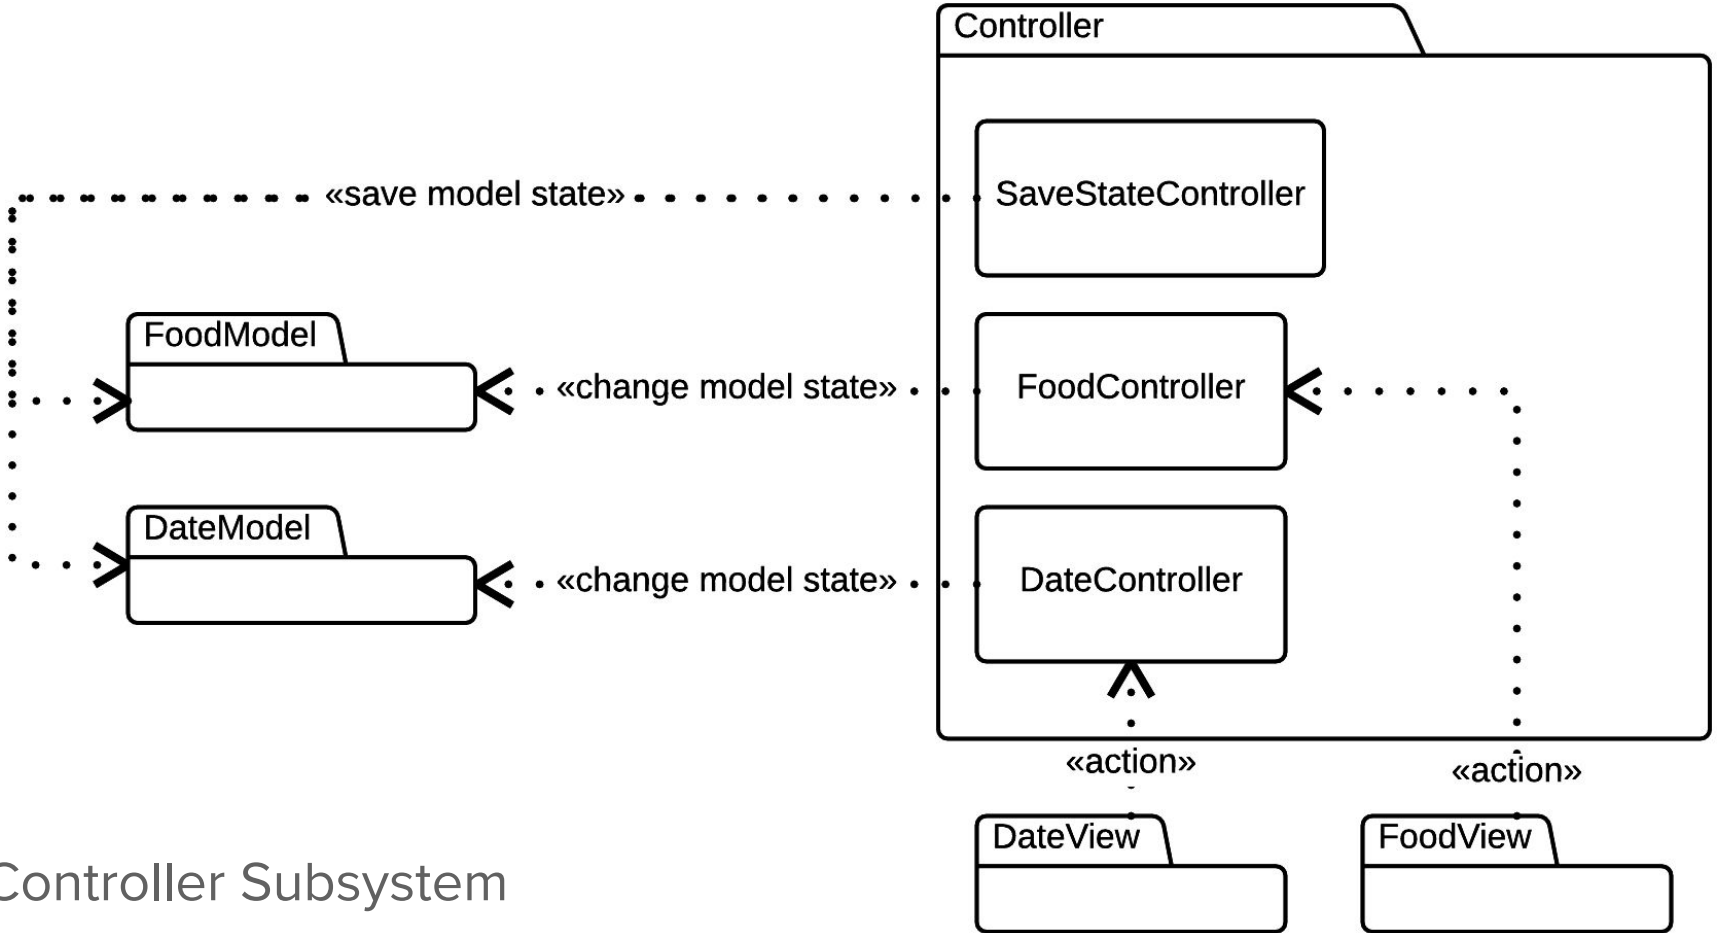 Controller
SaveStateController
«save model state»
FoodModel
«change model state»
FoodController
DateModel
«change model state»
DateController
«action»
«action»
DateView
FoodView
Controller Subsystem